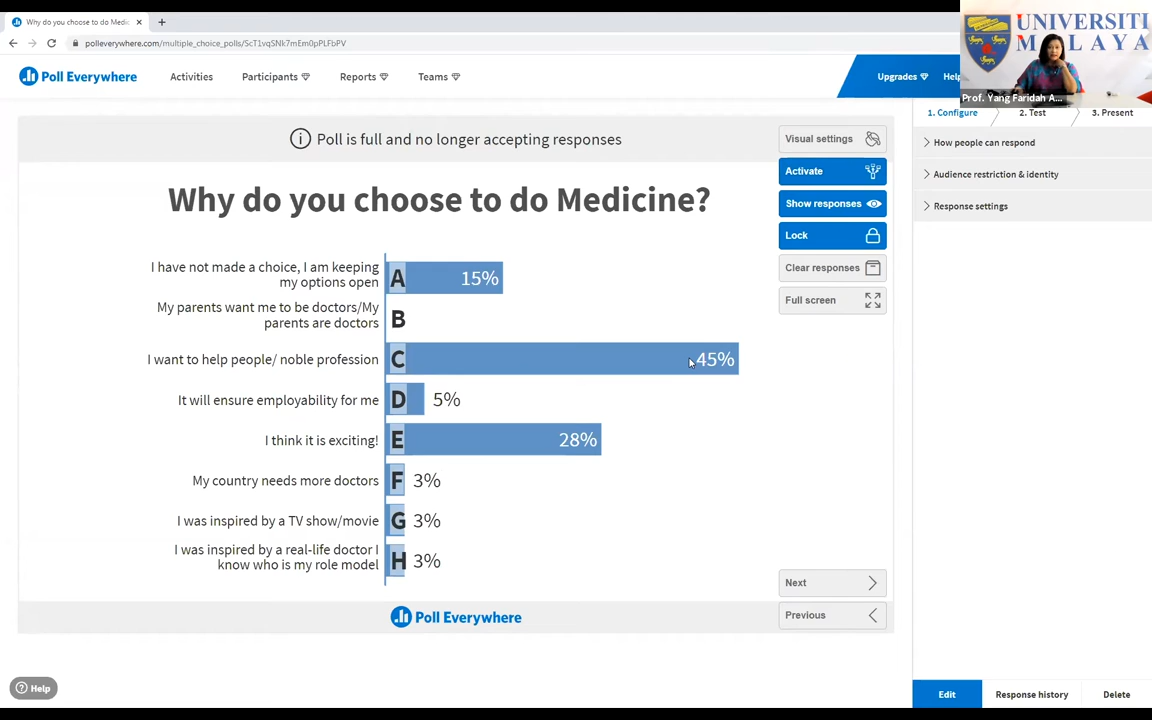 Why do you choose to do Medic
polleverywhere.com/multiple_choice_polls/ScT1vqSNk7mEm0pPLFbPV
UNIVERSITI
MALAYA
Prof. Yang Faridah A...
Poll Everywhere
Activities
Participants
Reports
Teams
Upgrades
Help
1. Configure
2. Test
3. Present
How people can respond
Audience restriction & identity
Response settings
Poll is full and no longer accepting responses
Visual settings
Activate
Show responses
Lock
Clear responses
Full screen
Why do you choose to do Medicine?
I have not made a choice, I am keeping
my options open
A
15%
My parents want me to be doctors/My
parents are doctors
B
I want to help people/ noble profession
C
45%
It will ensure employability for me
D
5%
I think it is exciting!
E
28%
My country needs more doctors
F
3%
I was inspired by a TV show/movie
G
3%
I was inspired by a real-life doctor I
know who is my role model
H
3%
Next
Previous
Poll Everywhere
Help
Edit
Response history
Delete